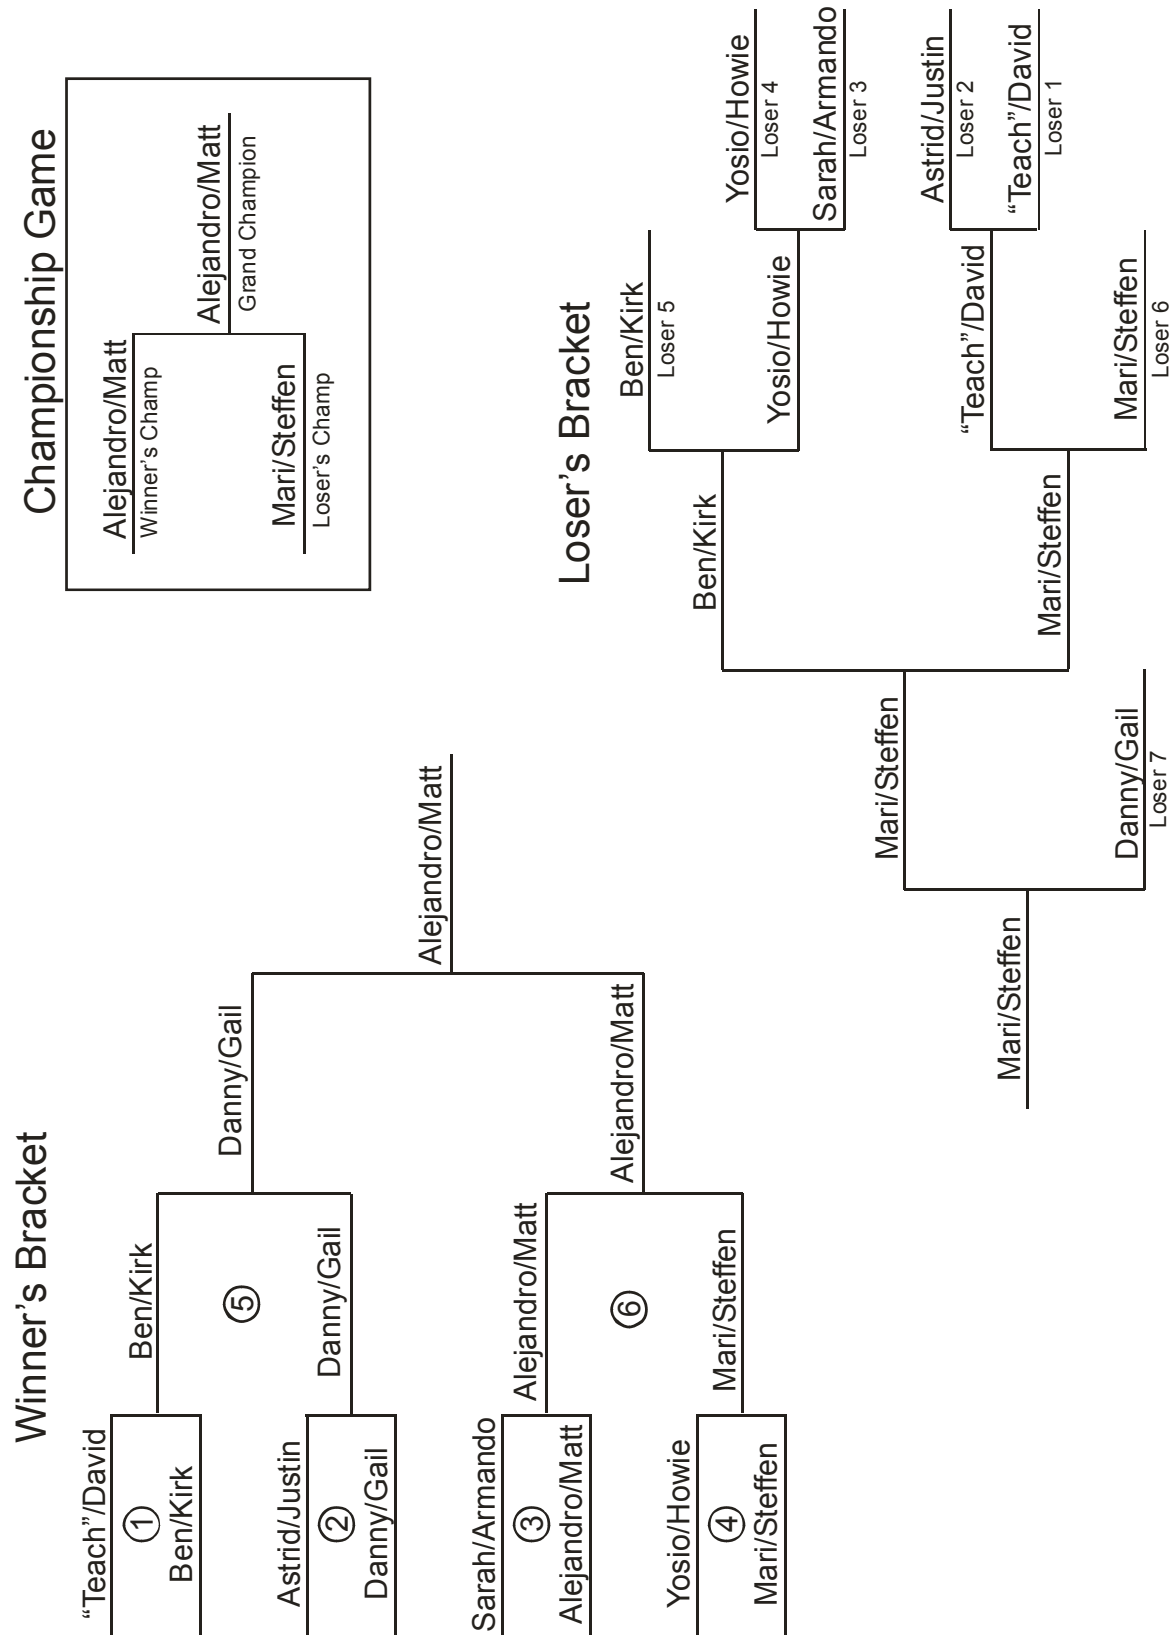 Winner's Bracket
“Teach”/David
1
Ben/Kirk
Astrid/Justin
2
Danny/Gail
Sarah/Armando
3
Alejandro/Matt
Yosio/Howie
4
Mari/Steffen
Ben/Kirk
5
Danny/Gail
Alejandro/Matt
6
Mari/Steffen
Danny/Gail
Alejandro/Matt
Alejandro/Matt
Championship Game
Alejandro/Matt
Winner's Champ
Mari/Steffen
Loser's Champ
Alejandro/Matt
Grand Champion
Loser's Bracket
Mari/Steffen
Mari/Steffen
Danny/Gail
Loser 7
Ben/Kirk
Mari/Steffen
Ben/Kirk
Loser 5
Yosio/Howie
“Teach”/David
Mari/Steffen
Loser 6
Yosio/Howie
Loser 4
Sarah/Armando
Loser 3
Astrid/Justin
Loser 2
“Teach”/David
Loser 1